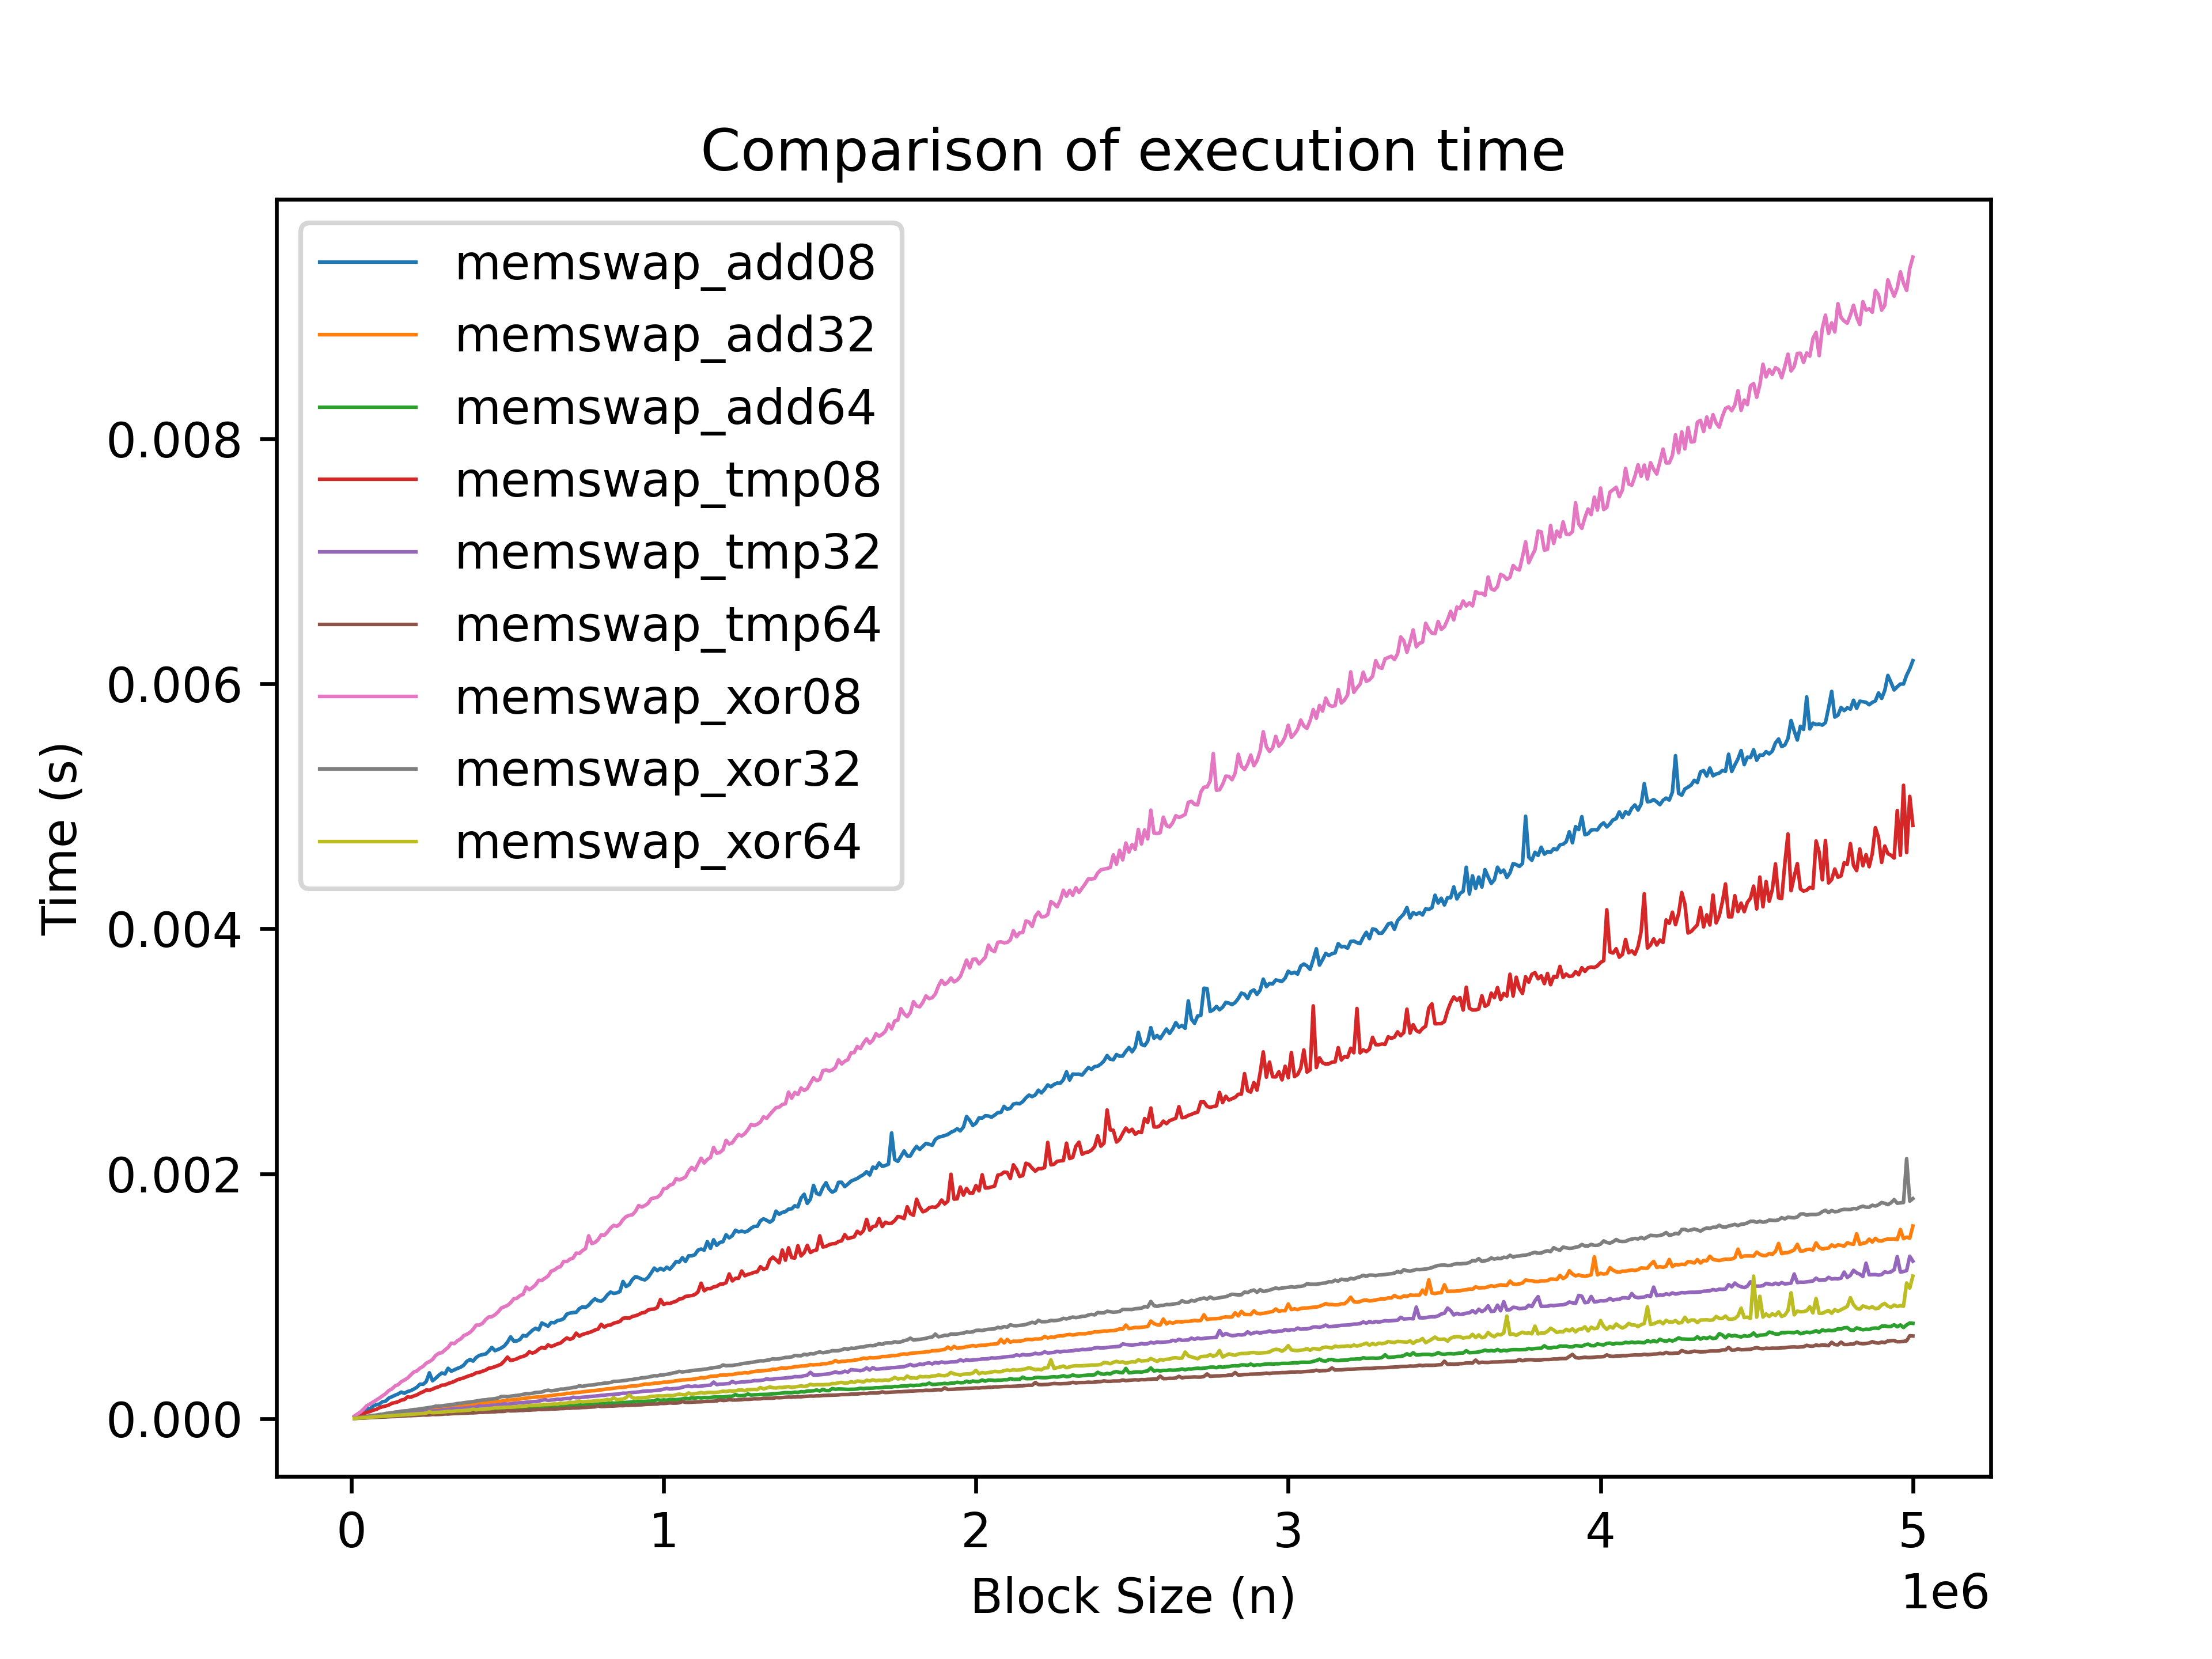 Comparison of execution time
memswap_add08
memswap_add32
memswap_add64
memswap_tmp08
memswap_tmp32
memswap_tmp64
memswap_xor08
memswap_xor32
memswap_xor64
0.008
0.006
0.004
0.002
0.000
Time (s)
0 1 2 3 4 5
1e6
Block Size (n)